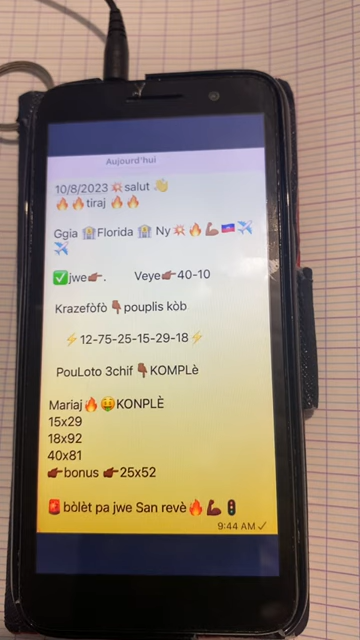 Aujourd'hui
10/8/2023 💥salut 👋
🔥🔥tiraj 🔥🔥
Ggia 🏠Florida 🏠 Ny💥🔥💪🏿🇭🇹✈️
✈️
✅jwe👉🏿. Veye👉🏿40-10
Krazefòfò 👇🏿pouplis kòb
⚡12-75-25-15-29-18⚡
PouLoto 3chif 👇🏿KOMPLè
Mariaj🔥🤑KONPLÈ
15x29
18x92
40x81
👉🏿bonus 👉🏿25x52
🚨bòlèt pa jwe San revè🔥💪🏿🚦
9:44 AM ✓